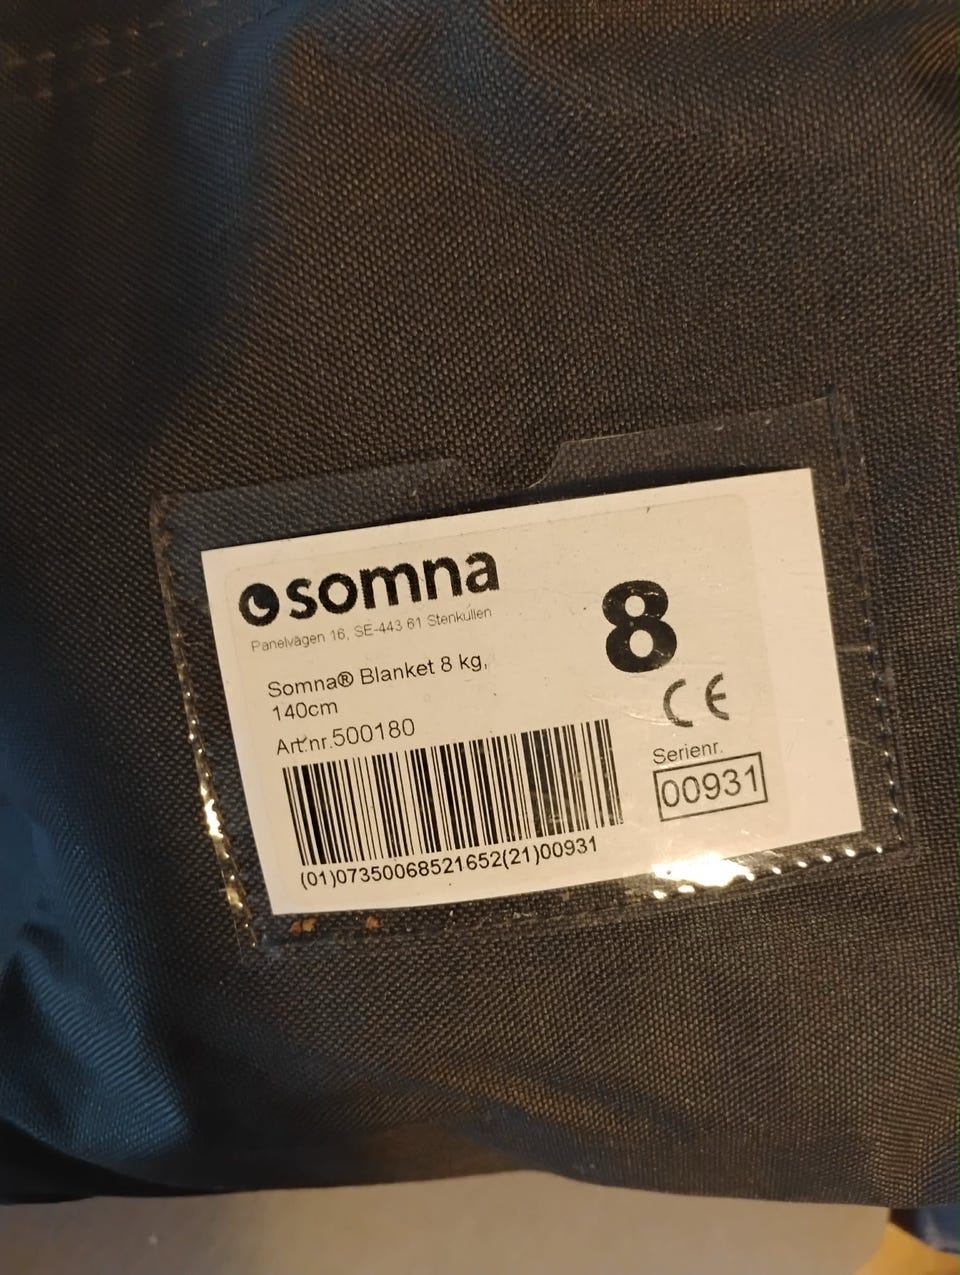 somna
Panelvägen 16, SE-443 61 Stenkullen
8
Somna® Blanket 8 kg,
140cm
Art.nr.500180
CE
Serienr.
00931
(01)07350068521652(21)00931